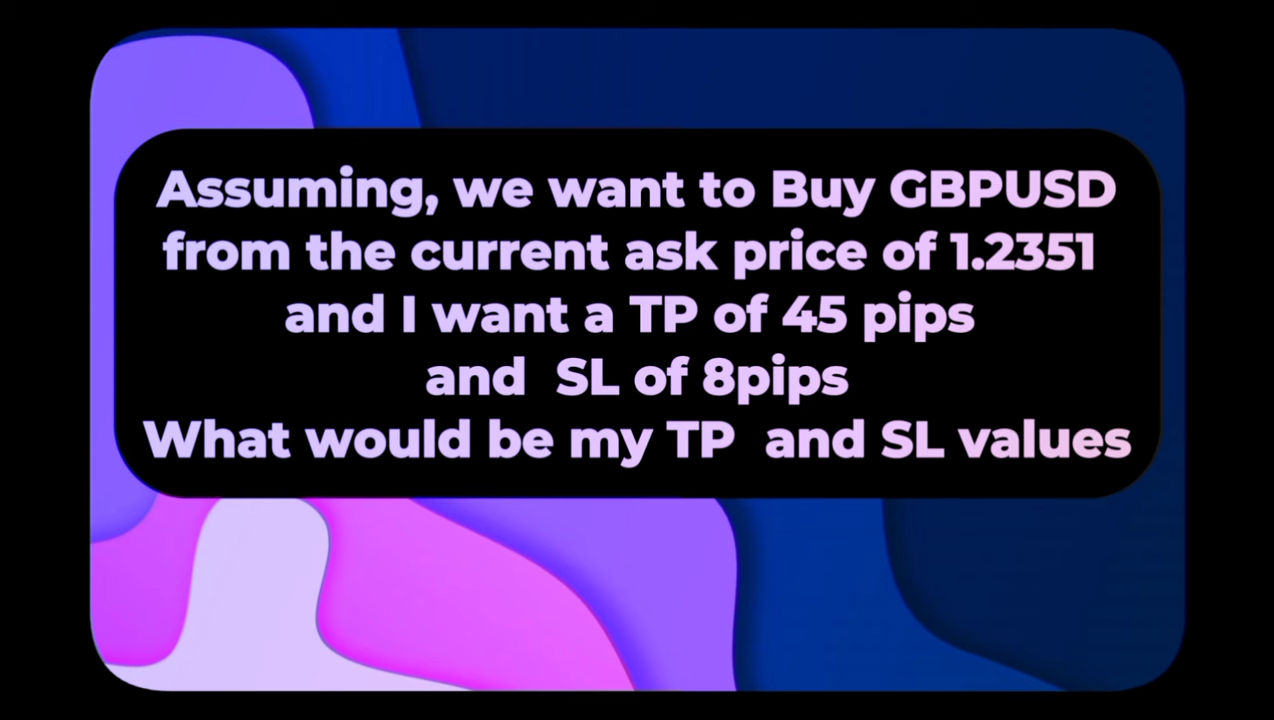 Assuming, we want to Buy GBPUSD
from the current ask price of 1.2351
and I want a TP of 45 pips
and  SL of 8pips
What would be my TP  and SL values